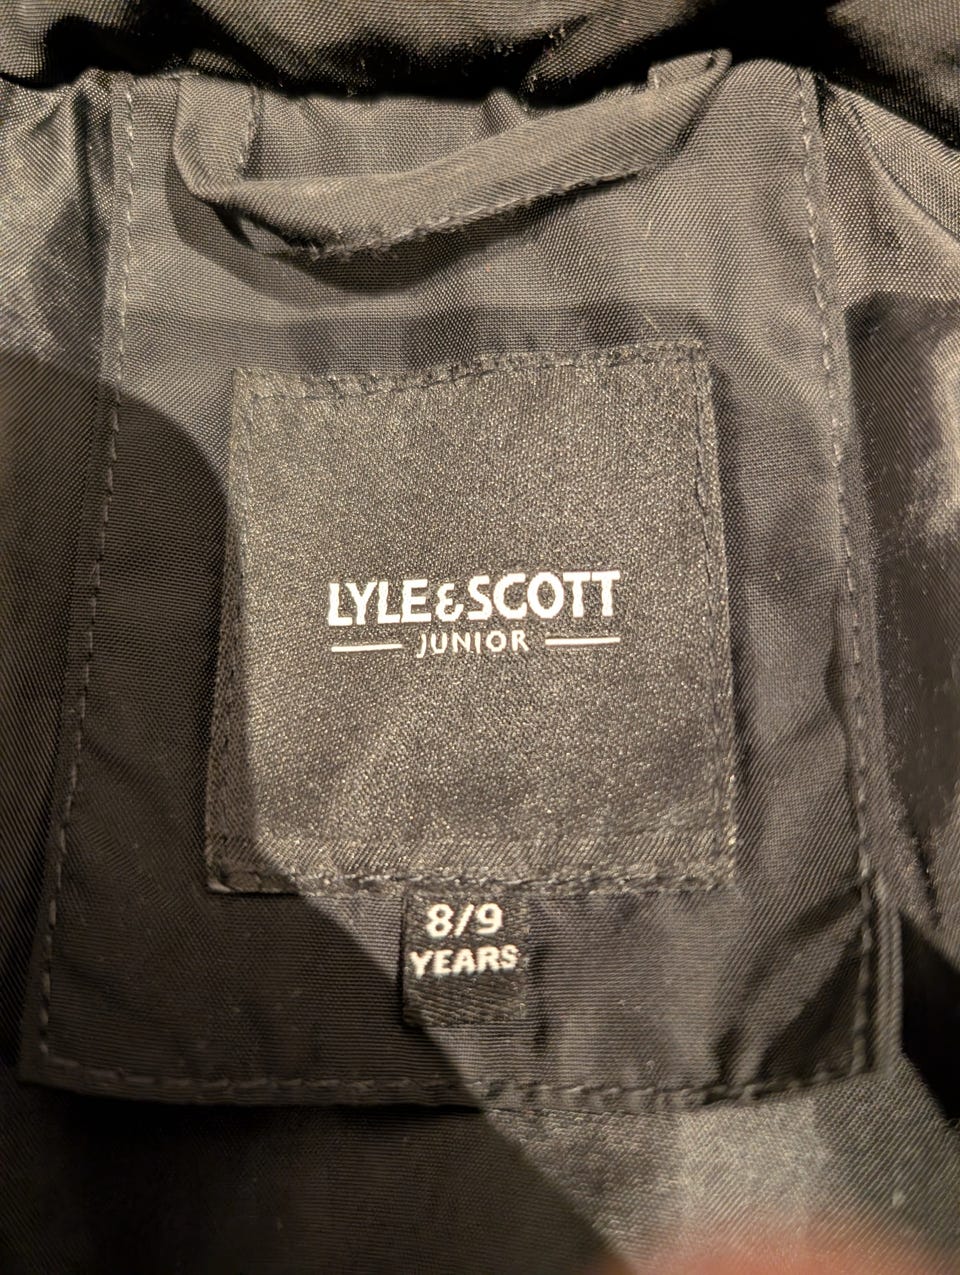 LYLE&SCOTT
JUNIOR
8/9
YEARS